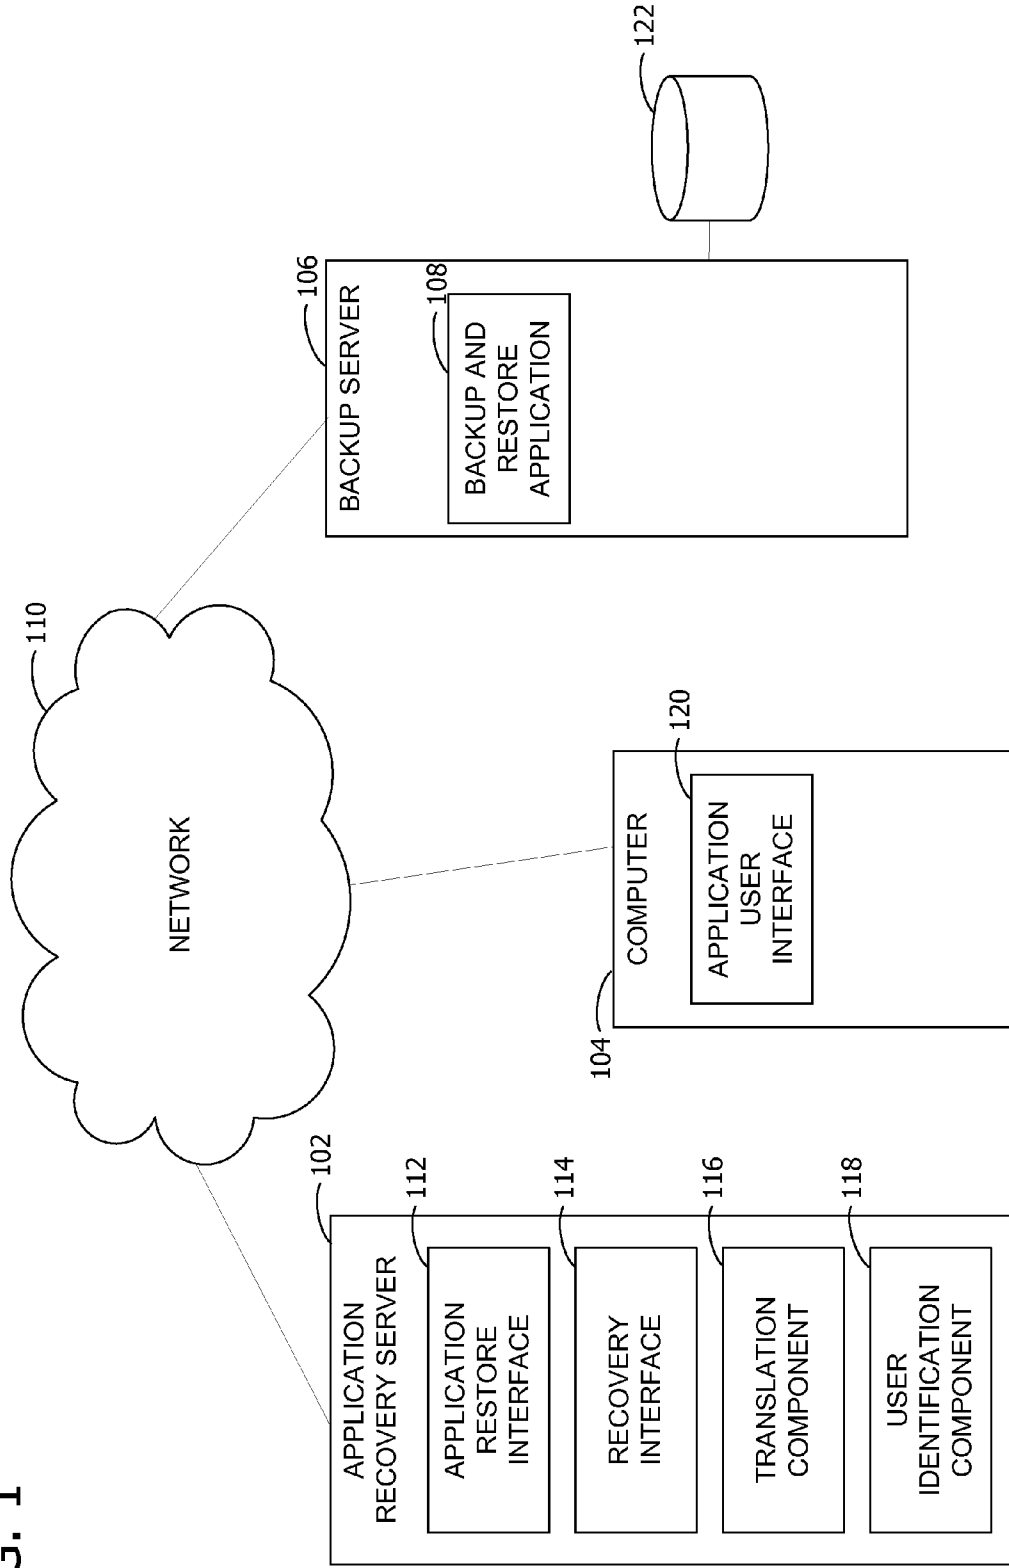 G. 1
110
NETWORK
102
APPLICATION
RECOVERY SERVER
112
APPLICATION
RESTORE
INTERFACE
114
RECOVERY
INTERFACE
116
TRANSLATION
COMPONENT
118
USER
IDENTIFICATION
COMPONENT
104
COMPUTER
120
APPLICATION
USER
INTERFACE
106
BACKUP SERVER
108
BACKUP AND
RESTORE
APPLICATION
122